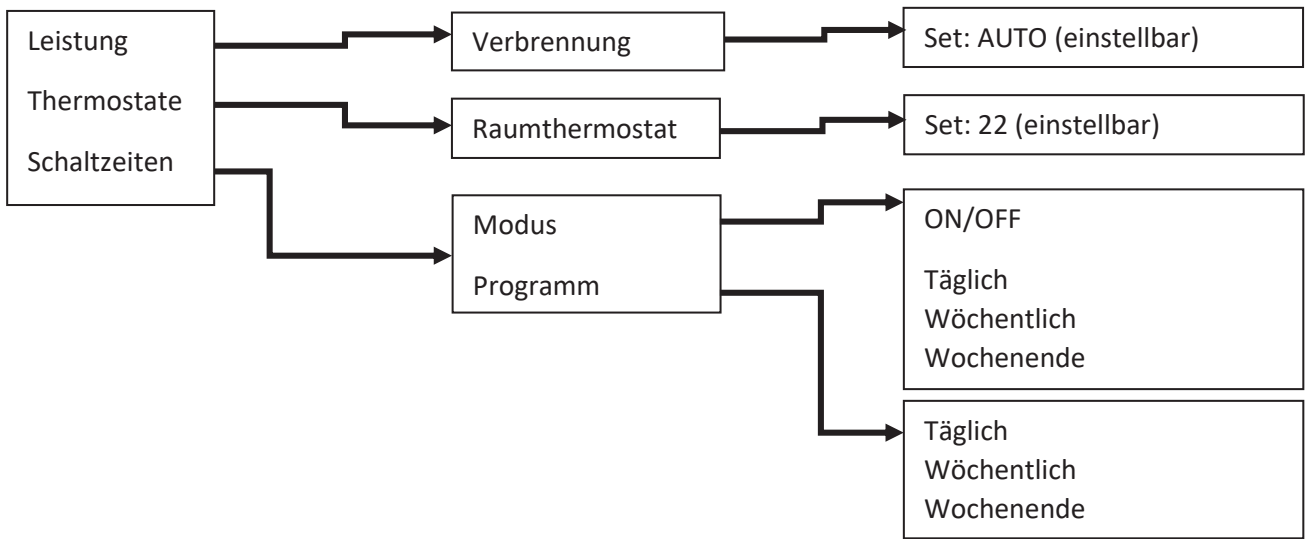 Leistung
Thermostate
Schaltzeiten
Verbrennung
Raumthermostat
Modus
Programm
Set: AUTO (einstellbar)
Set: 22 (einstellbar)
ON/OFF
Täglich
Wöchentlich
Wochenende
Täglich
Wöchentlich
Wochenende